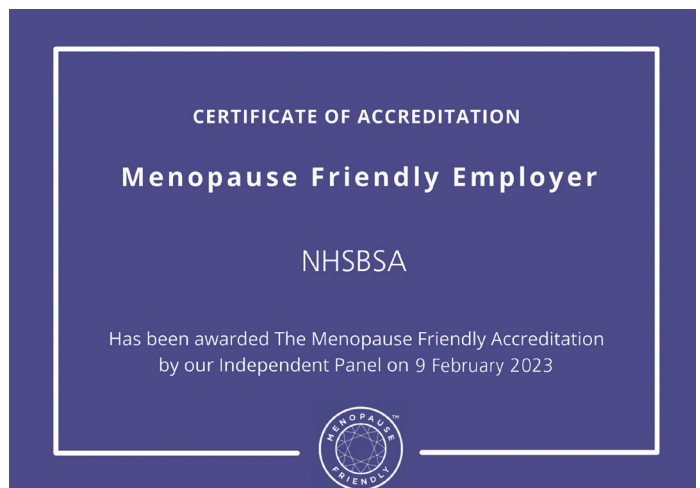 CERTIFICATE OF ACCREDITATION
Menopause Friendly Employer
NHSBSA
Has been awarded The Menopause Friendly Accreditation
by our Independent Panel on 9 February 2023
MENOPAUSE ™
FRIENDLY